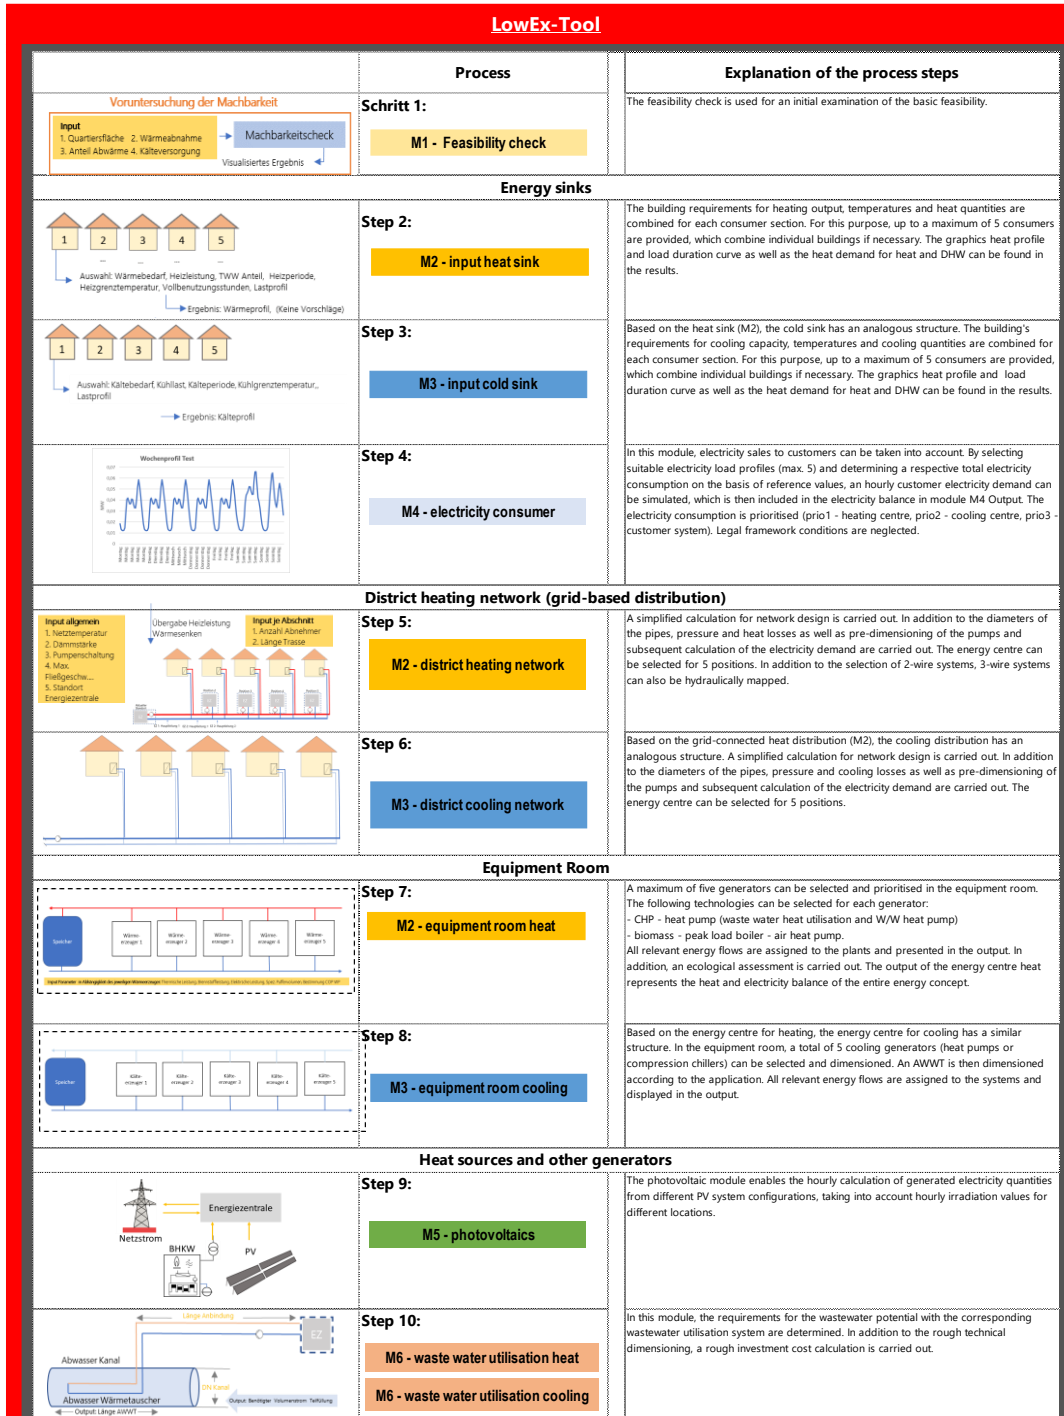 LowEx-Tool
Process
Explanation of the process steps
Voruntersuchung der Machbarkeit
Input
1. Quartiersfläche 2. Wärmeabnahme
3. Anteil Abwärme 4. Kälteversorgung
Machbarkeitscheck
Visualisiertes Ergebnis
Schritt 1:
M1 - Feasibility check
The feasibility check is used for an initial examination of the basic feasibility.
Energy sinks
1 2 3 4 5
... ... ... ...
Auswahl: Wärmebedarf, Heizleistung, TWW Anteil, Heizperiode,
Heizgrenztemperatur, Vollbenutzungsstunden, Lastprofil
Ergebnis: Wärmeprofil, (Keine Vorschläge)
Step 2:
M2 - input heat sink
The building requirements for heating output, temperatures and heat quantities are
combined for each consumer section. For this purpose, up to a maximum of 5 consumers
are provided, which combine individual buildings if necessary. The graphics heat profile
and load duration curve as well as the heat demand for heat and DHW can be found in
the results.
1 2 3 4 5
Auswahl: Kältebedarf, Kühllast, Kälteperiode, Kühlgrenztemperatur,,
Lastprofil
Ergebnis: Kälteprofil
Step 3:
M3 - input cold sink
Based on the heat sink (M2), the cold sink has an analogous structure. The building's
requirements for cooling capacity, temperatures and cooling quantities are combined for
each consumer section. For this purpose, up to a maximum of 5 consumers are provided,
which combine individual buildings if necessary. The graphics heat profile and load
duration curve as well as the heat demand for heat and DHW can be found in the results.
Wochenprofil Test
Step 4:
M4 - electricity consumer
In this module, electricity sales to customers can be taken into account. By selecting
suitable electricity load profiles (max. 5) and determining a respective total electricity
consumption on the basis of reference values, an hourly customer electricity demand can
be simulated, which is then included in the electricity balance in module M4 Output. The
electricity consumption is prioritised (prio1 - heating centre, prio2 - cooling centre, prio3 -
customer system). Legal framework conditions are neglected.
District heating network (grid-based distribution)
Input allgemein
1. Netztemperatur
2. Dämmstärke
3. Pumpenschaltung
4. Max.
Fließgeschw....
5. Standort
Energiezentrale
Übergabe Heizleistung
Wärmesenken
Input je Abschnitt
1. Anzahl Abnehmer
2. Länge Trasse
Step 5:
M2 - district heating network
A simplified calculation for network design is carried out. In addition to the diameters of
the pipes, pressure and heat losses as well as pre-dimensioning of the pumps and
subsequent calculation of the electricity demand are carried out. The energy centre can
be selected for 5 positions. In addition to the selection of 2-wire systems, 3-wire systems
can also be hydraulically mapped.
Step 6:
M3 - district cooling network
Based on the grid-connected heat distribution (M2), the cooling distribution has an
analogous structure. A simplified calculation for network design is carried out. In addition
to the diameters of the pipes, pressure and cooling losses as well as pre-dimensioning of
the pumps and subsequent calculation of the electricity demand are carried out. The
energy centre can be selected for 5 positions.
Equipment Room
Speicher
Wärme-
erzeuger 1
Wärme-
erzeuger 2
Wärme-
erzeuger 3
Wärme-
erzeuger 4
Wärme-
erzeuger 5
Step 7:
M2 - equipment room heat
A maximum of five generators can be selected and prioritised in the equipment room.
The following technologies can be selected for each generator:
- CHP - heat pump (waste water heat utilisation and W/W heat pump)
- biomass - peak load boiler - air heat pump.
All relevant energy flows are assigned to the plants and presented in the output. In
addition, an ecological assessment is carried out. The output of the energy centre heat
represents the heat and electricity balance of the entire energy concept.
Speicher
Kälte-
erzeuger 1
Kälte-
erzeuger 2
Kälte-
erzeuger 3
Kälte-
erzeuger 4
Kälte-
erzeuger 5
Step 8:
M3 - equipment room cooling
Based on the energy centre for heating, the energy centre for cooling has a similar
structure. In the equipment room, a total of 5 cooling generators (heat pumps or
compression chillers) can be selected and dimensioned. An AWWT is then dimensioned
according to the application. All relevant energy flows are assigned to the systems and
displayed in the output.
Heat sources and other generators
Netzstrom
Energiezentrale
BHKW
PV
Step 9:
M5 - photovoltaics
The photovoltaic module enables the hourly calculation of generated electricity quantities
from different PV system configurations, taking into account hourly irradiation values for
different locations.
Länge Anbindung
EZ
Abwasser Kanal
DN Kanal
Abwasser Wärmetauscher
Output: Länge AWWT
Output: Benötigter Volumenstrom Teilfüllung
Step 10:
M6 - waste water utilisation heat
M6 - waste water utilisation cooling
In this module, the requirements for the wastewater potential with the corresponding
wastewater utilisation system are determined. In addition to the rough technical
dimensioning, a rough investment cost calculation is carried out.